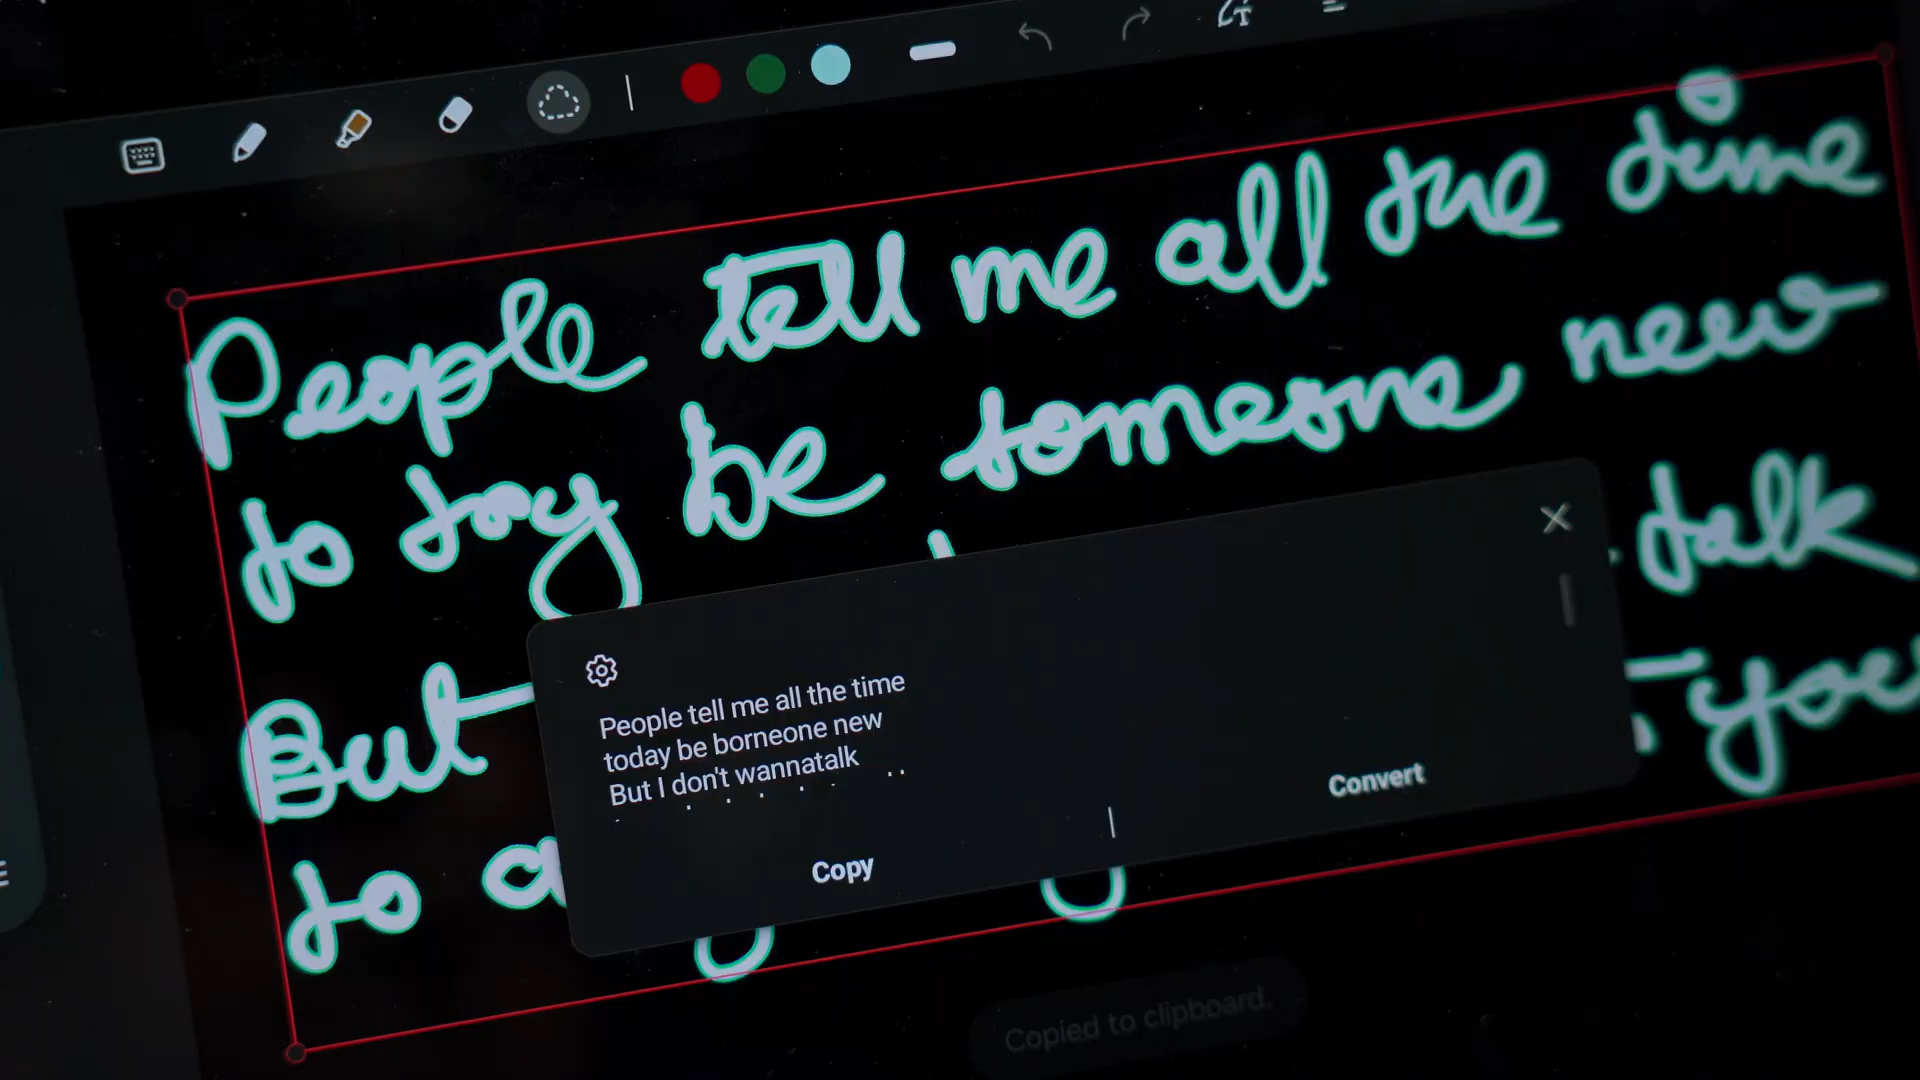 People tell me all the time
to try be someone new
But talk
to you
People tell me all the time
today be borneone new
But I don't wannatalk
Copy
Convert
Copied to clipboard.